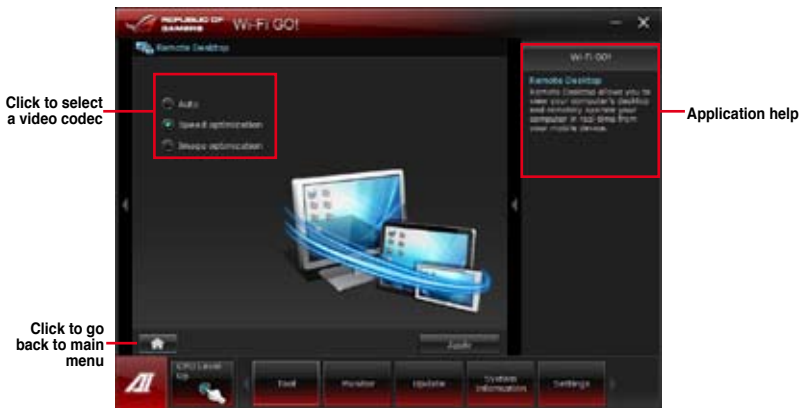 REPUBLIC OF
GAMERS
Wi-Fi GO!
Remote Desktop
Click to select
a video codec
Auto
Speed optimization
Image optimization
Wi-Fi GO!
Remote Desktop
Remote Desktop allows you to
view your computer's desktop
and remotely operate your
computer in real-time from
your mobile device.
Application help
Click to go
back to main
menu
Apply
CPU Level
Up
Tool
Monitor
Update
System
Information
Settings